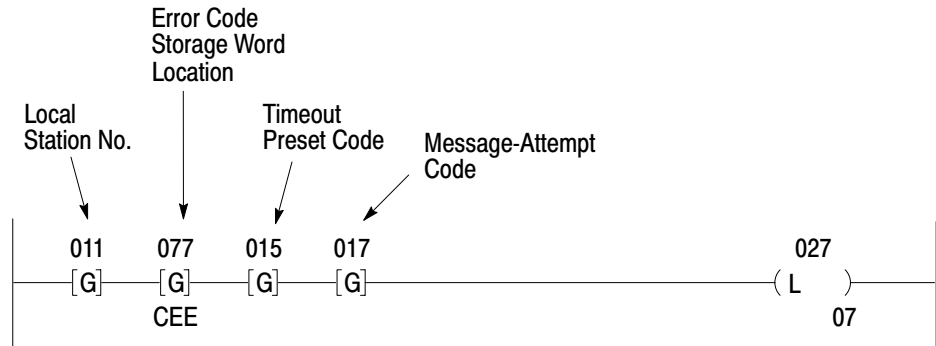 Error Code
Storage Word
Location
Local
Station No.
Timeout
Preset Code
Message-Attempt
Code
011 077 015 017 027
[G] [G] [G] [G] ( L )
CEE 07